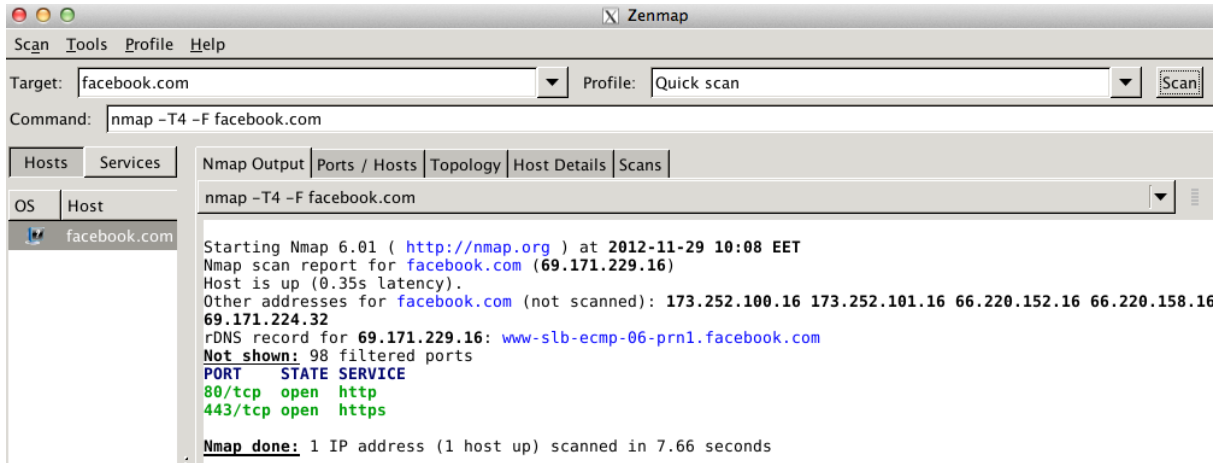 Zenmap
Scan Tools Profile Help
Target: facebook.com Profile: Quick scan Scan
Command: nmap -T4 -F facebook.com
Hosts Services Nmap Output Ports / Hosts Topology Host Details Scans
OS Host nmap -T4 -F facebook.com
facebook.com
Starting Nmap 6.01 ( http://nmap.org ) at 2012-11-29 10:08 EET
Nmap scan report for facebook.com (69.171.229.16)
Host is up (0.35s latency).
Other addresses for facebook.com (not scanned): 173.252.100.16 173.252.101.16 66.220.152.16 66.220.158.16
69.171.224.32
rDNS record for 69.171.229.16: www-slb-ecmp-06-prn1.facebook.com
Not shown: 98 filtered ports
PORT STATE SERVICE
80/tcp open http
443/tcp open https
Nmap done: 1 IP address (1 host up) scanned in 7.66 seconds